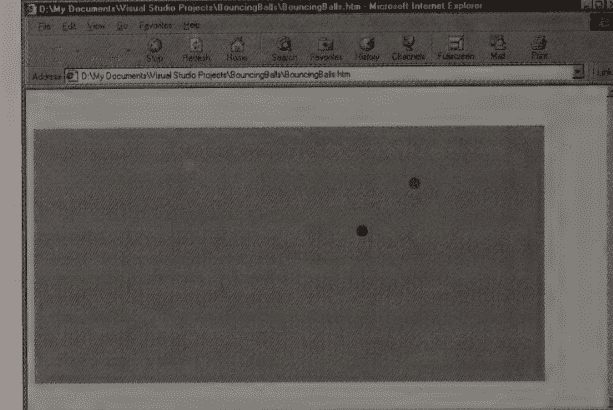 D:\My Documents\Visual Studio Projects\BouncingBalls\BouncingBalls.htm - Microsoft Internet Explorer
File Edit View Go Favorites Help
Stop Refresh Home Search Favorites History Channels Fullscreen Mail Print
Address D:\My Documents\Visual Studio Projects\BouncingBalls\BouncingBalls.htm